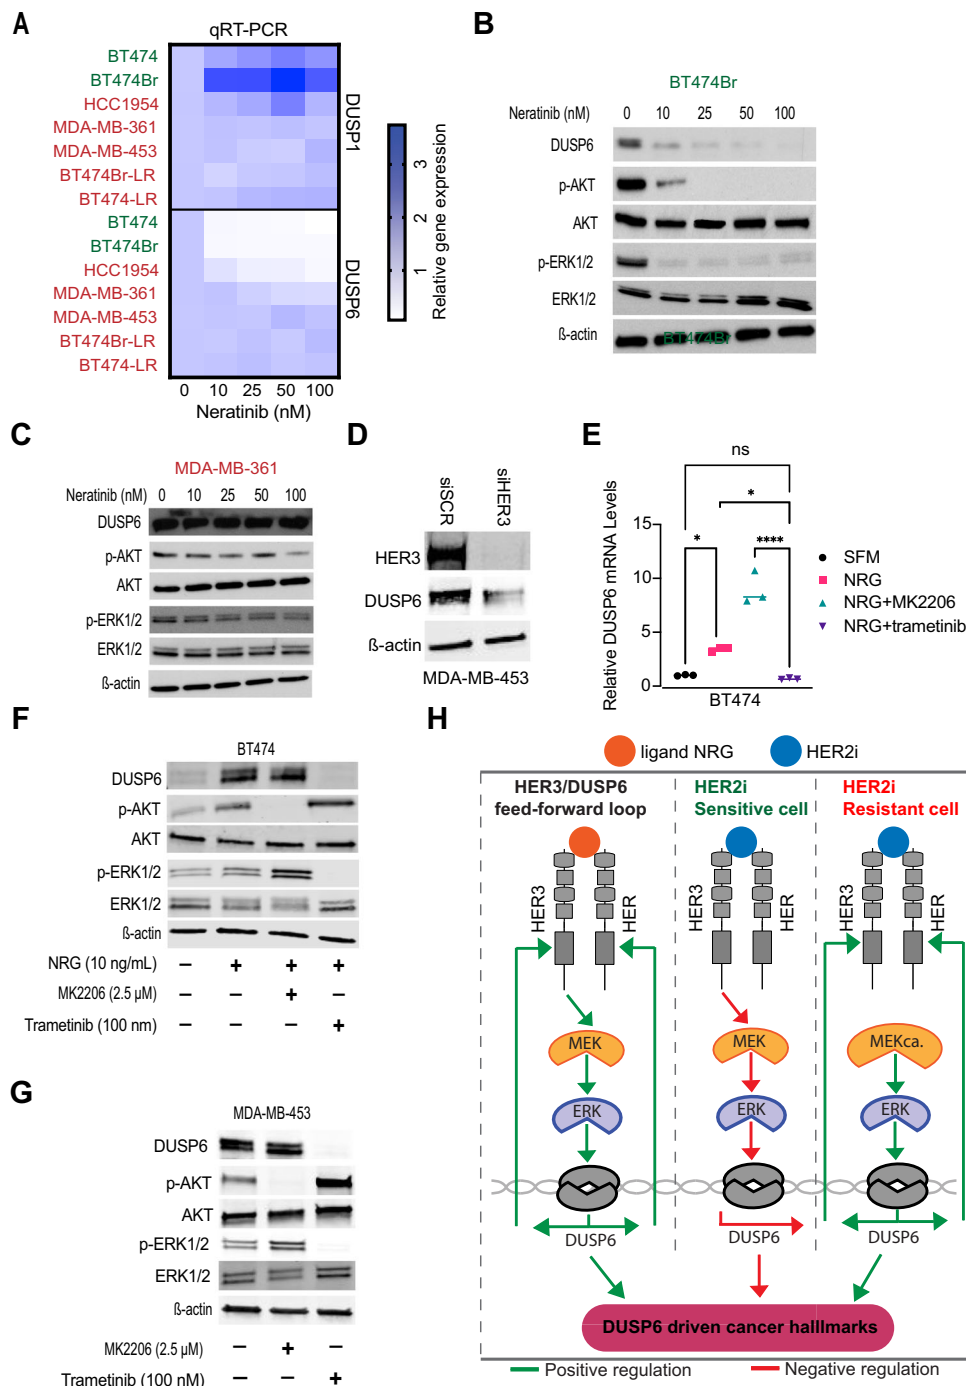 A
qRT-PCR
BT474
BT474Br
HCC1954
MDA-MB-361
MDA-MB-453
BT474Br-LR
BT474-LR
DUSP1
BT474
BT474Br
HCC1954
MDA-MB-361
MDA-MB-453
BT474Br-LR
BT474-LR
DUSP6
0 10 25 50 100
Neratinib (nM)
3
2
1
Relative gene expression
B
BT474Br
Neratinib (nM) 0 10 25 50 100
DUSP6
p-AKT
AKT
p-ERK1/2
ERK1/2
ß-actin
BT474Br
C
MDA-MB-361
Neratinib (nM) 0 10 25 50 100
DUSP6
p-AKT
AKT
p-ERK1/2
ERK1/2
ß-actin
D
siSCR siHER3
HER3
DUSP6
ß-actin
MDA-MB-453
E
Relative DUSP6 mRNA Levels
15
10
5
0
ns
*
*
****
BT474
SFM
NRG
NRG+MK2206
NRG+trametinib
F
BT474
DUSP6
p-AKT
AKT
p-ERK1/2
ERK1/2
ß-actin
NRG (10 ng/mL) − + + +
MK2206 (2.5 µM) − − + −
Trametinib (100 nm) − − − +
G
MDA-MB-453
DUSP6
p-AKT
AKT
p-ERK1/2
ERK1/2
ß-actin
MK2206 (2.5 µM) − + −
Trametinib (100 nM) − − +
H
ligand NRG HER2i
HER3/DUSP6
feed-forward loop
HER3 HER
MEK
ERK
DUSP6
HER2i
Sensitive cell
HER3 HER
MEK
ERK
DUSP6
HER2i
Resistant cell
HER3 HER
MEKca.
ERK
DUSP6
DUSP6 driven cancer halllmarks
Positive regulation Negative regulation